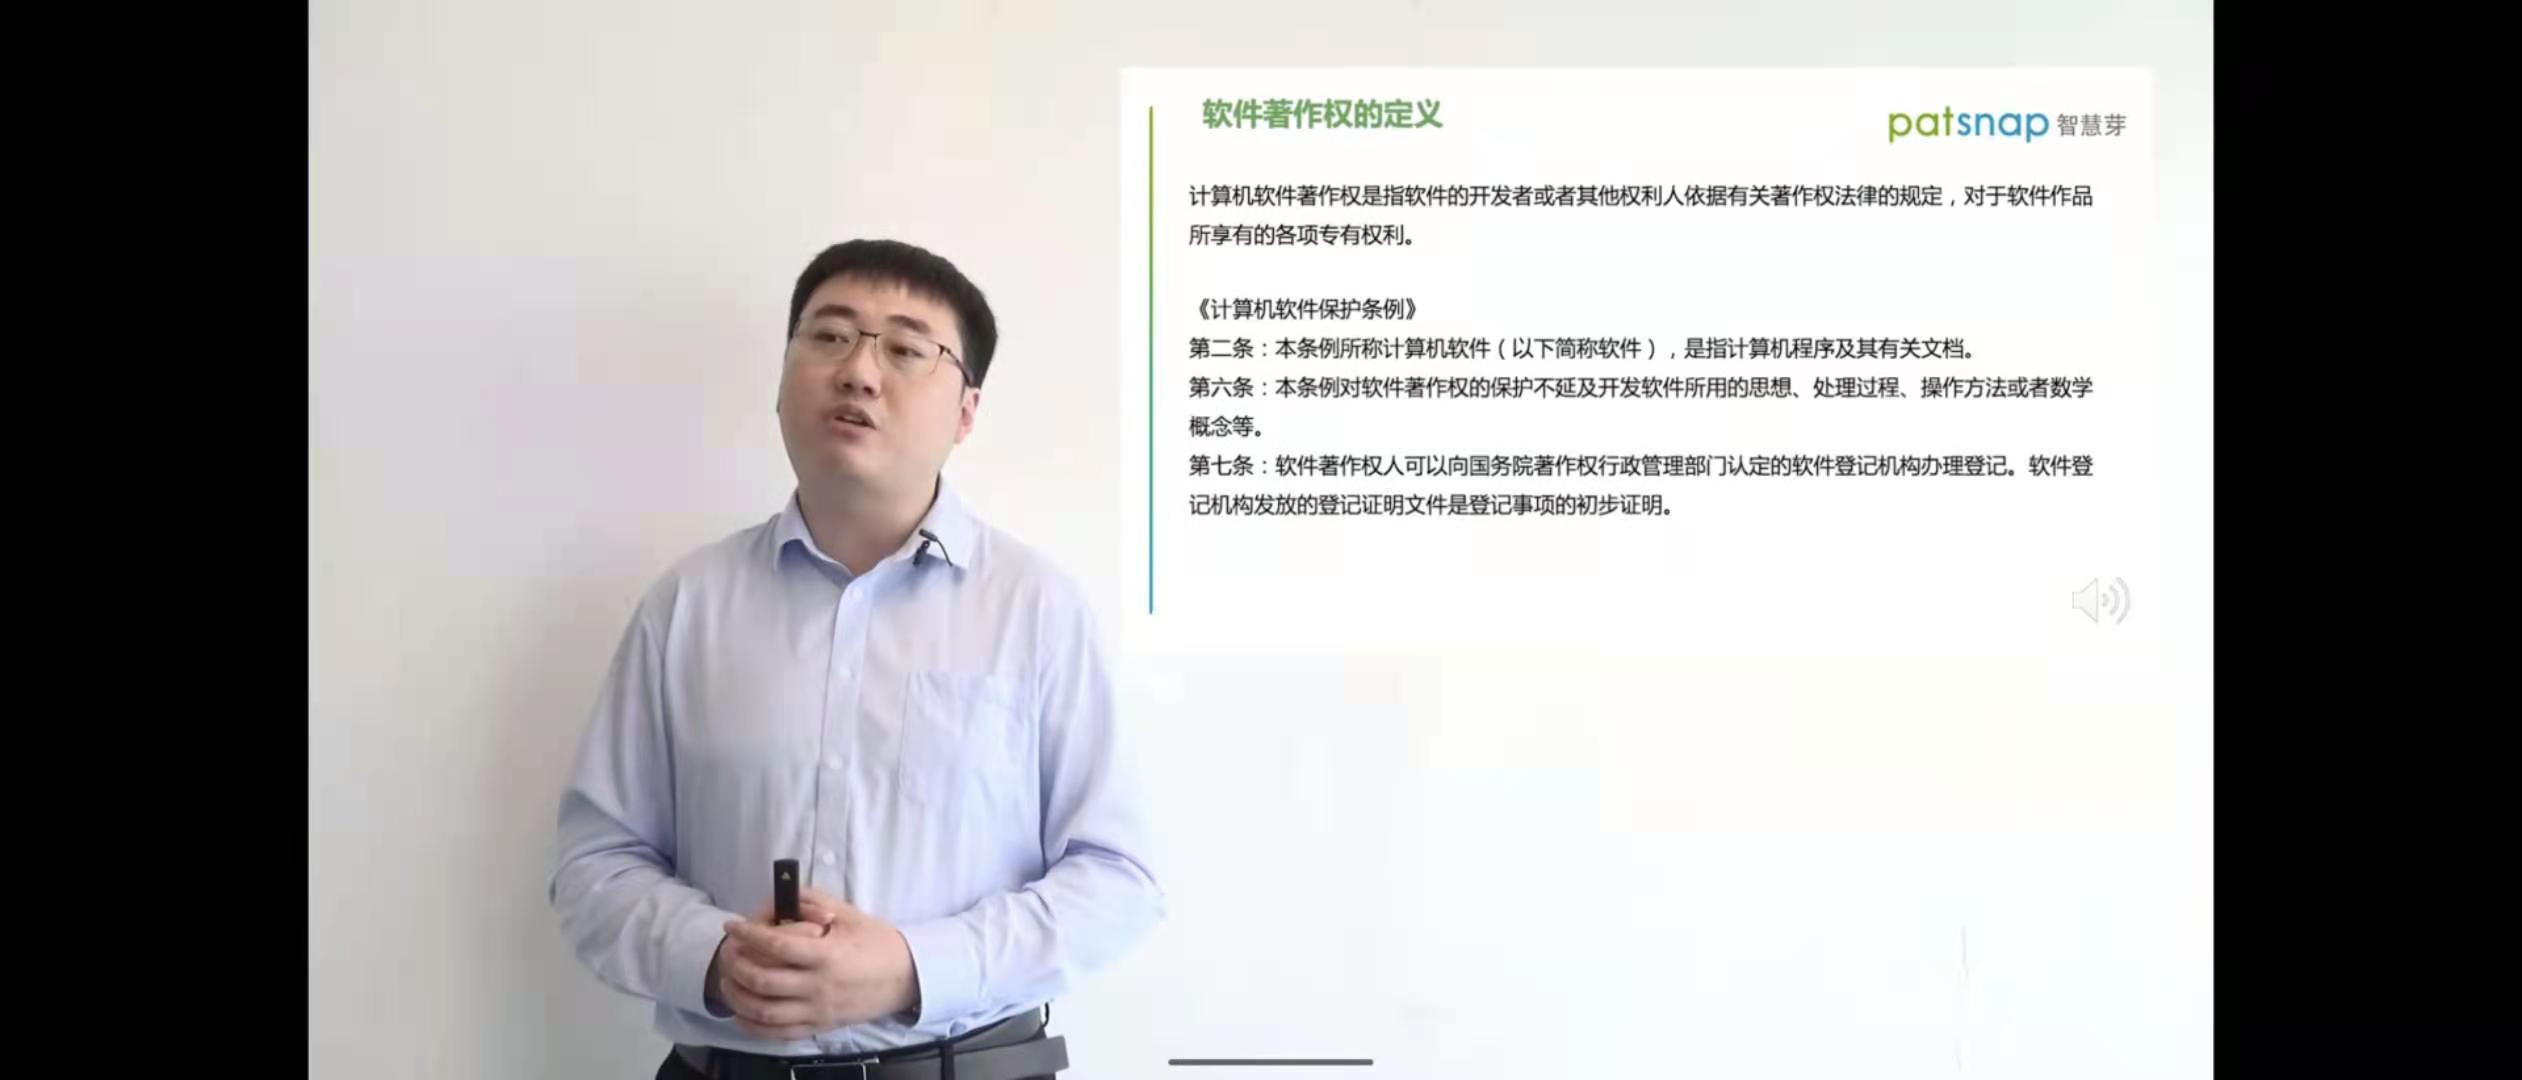 软件著作权的定义
patsnap 智慧芽
计算机软件著作权是指软件的开发者或者其他权利人依据有关著作权法律的规定，对于软件作品
所享有的各项专有权利。
《计算机软件保护条例》
第二条：本条例所称计算机软件（以下简称软件），是指计算机程序及其有关文档。
第六条：本条例对软件著作权的保护不延及开发软件所用的思想、处理过程、操作方法或者数学
概念等。
第七条：软件著作权人可以向国务院著作权行政管理部门认定的软件登记机构办理登记。软件登
记机构发放的登记证明文件是登记事项的初步证明。